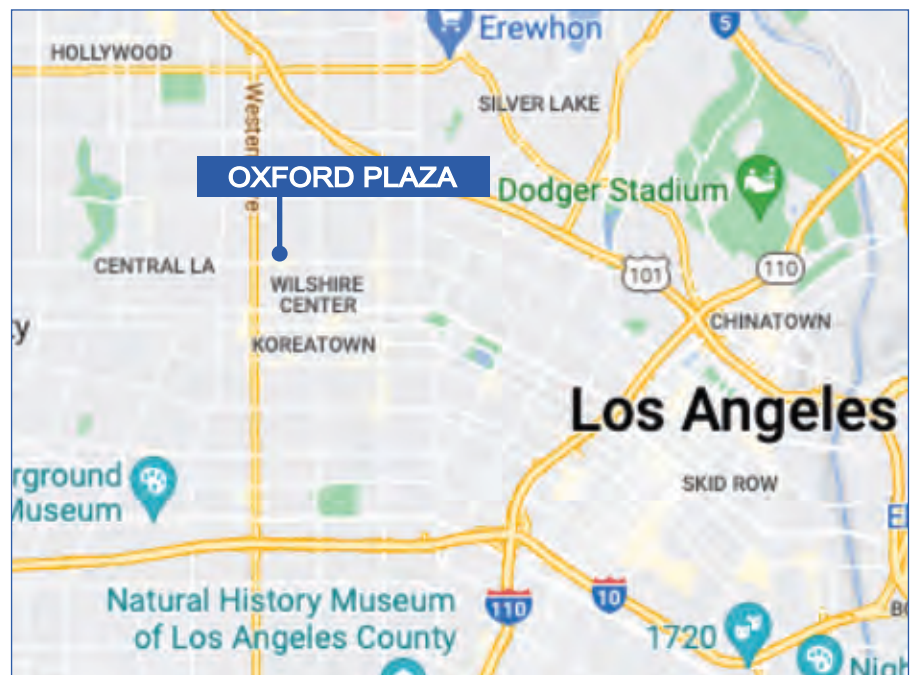 Erewhon
5
HOLLYWOOD
SILVER LAKE
Western
OXFORD PLAZA
Dodger Stadium
CENTRAL LA
101
110
WILSHIRE
CENTER
CHINATOWN
KOREATOWN
Los Angeles
rground
Museum
SKID ROW
Natural History Museum
of Los Angeles County
110
10
1720